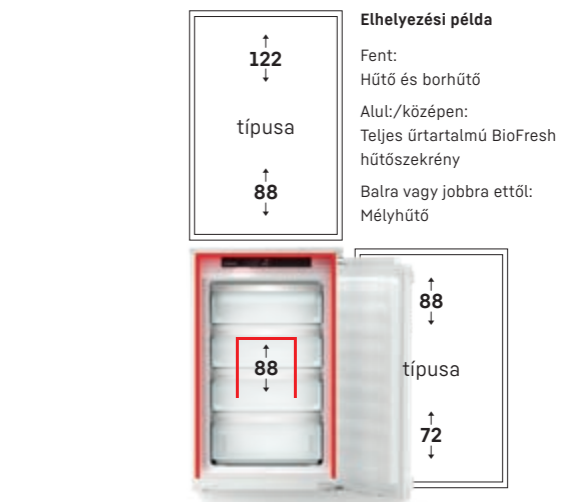 122
típusa
88
Elhelyezési példa
Fent:
Hűtő és borhűtő
Alul:/középen:
Teljes űrtartalmú BioFresh
hűtőszekrény
Balra vagy jobbra ettől:
Mélyhűtő
88
88
típusa
72